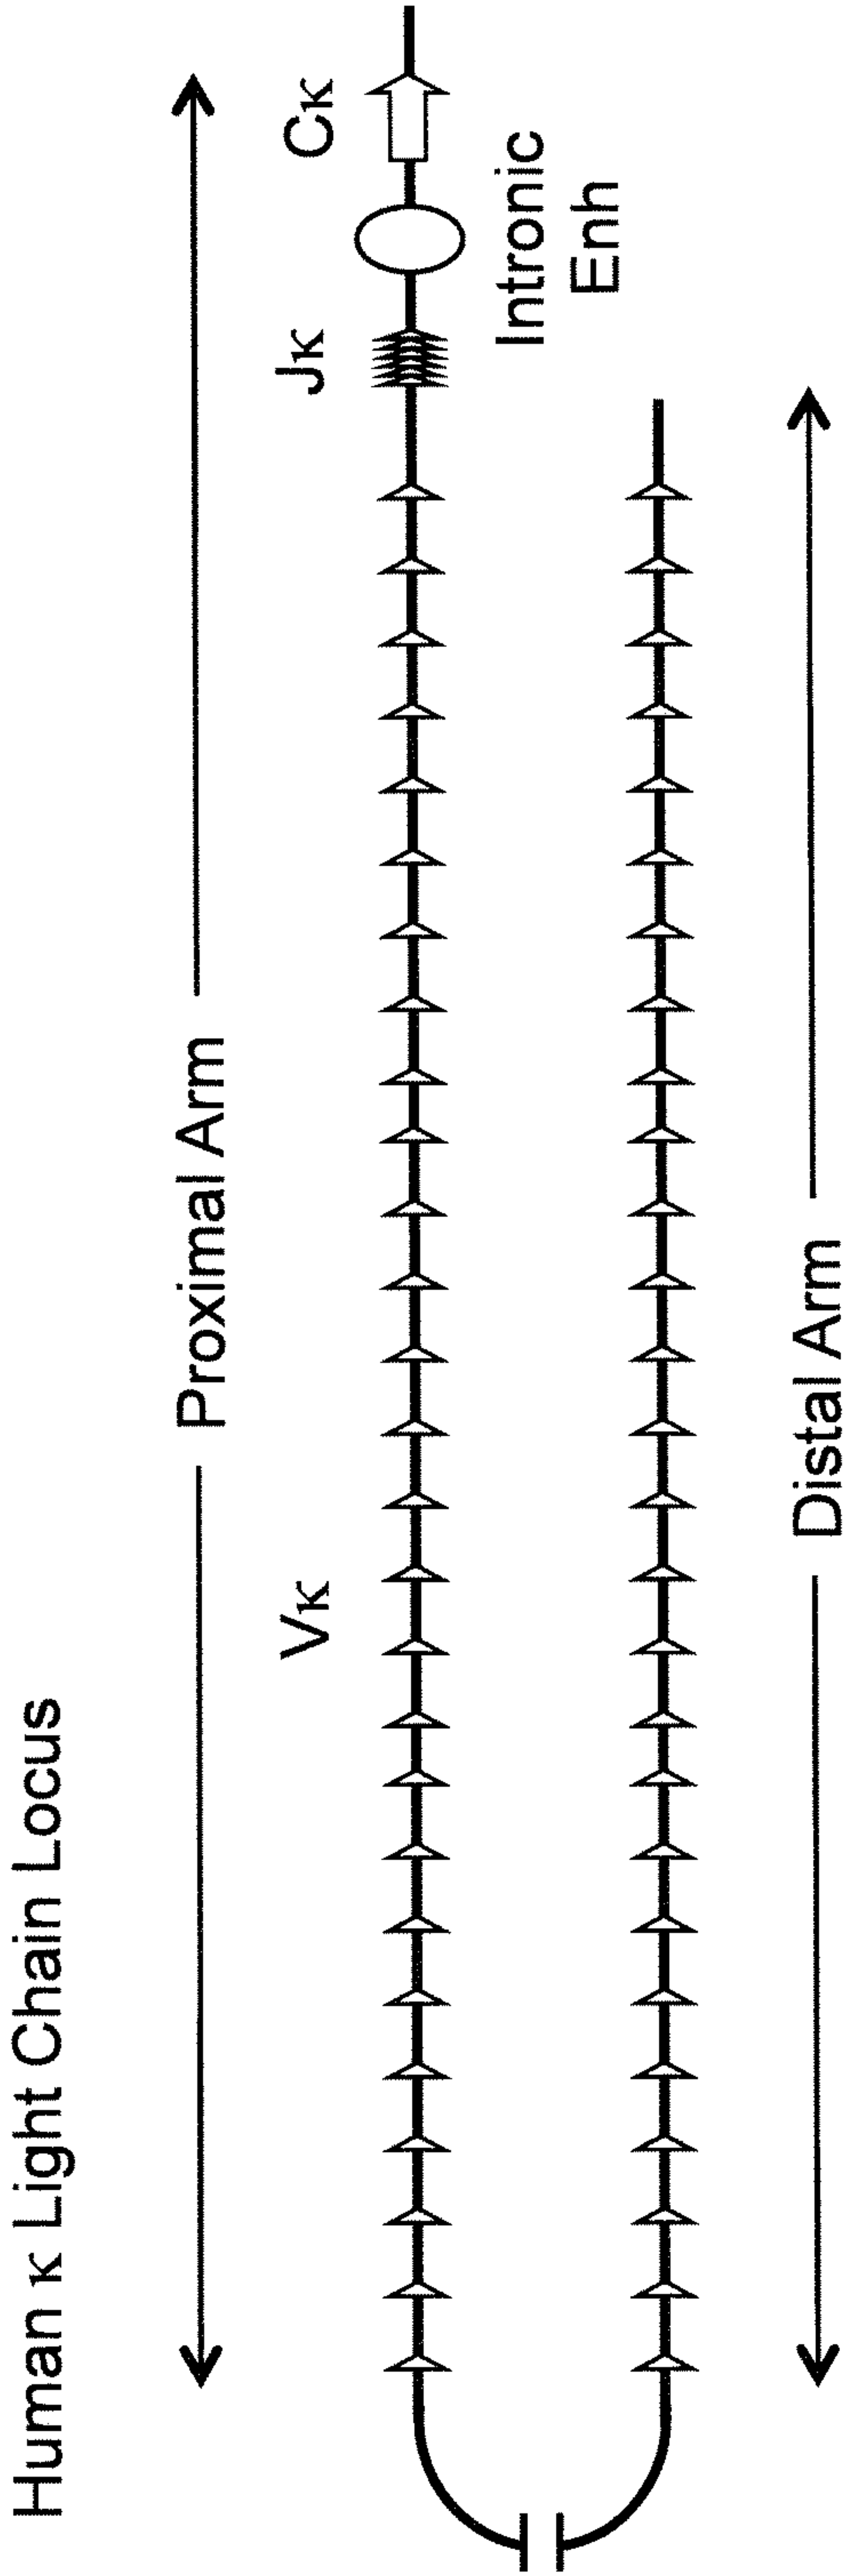 Human κ Light Chain Locus
Proximal Arm
Vκ
Jκ
Cκ
Intronic
Enh
Distal Arm